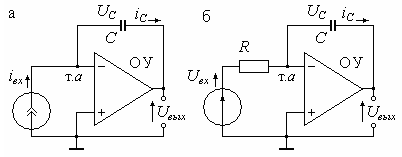 а
U_C
i_C
C
ОУ
т.а
i_вх
−
+
U_вых
б
U_C
i_C
C
R
ОУ
т.а
U_вх
−
+
U_вых